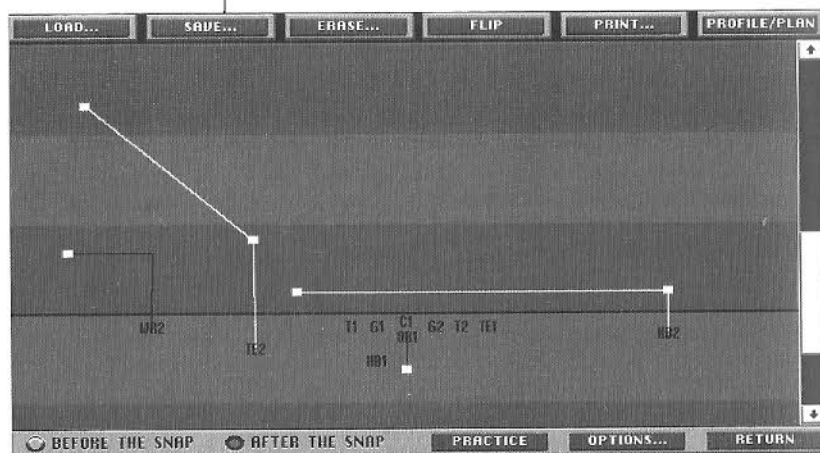 LOAD... SAVE... ERASE... FLIP PRINT... PROFILE/PLAN
C1
WR2 T1 G1 QB1 G2 T2 TE1 HB2
TE2
HB1
BEFORE THE SNAP AFTER THE SNAP PRACTICE OPTIONS... RETURN